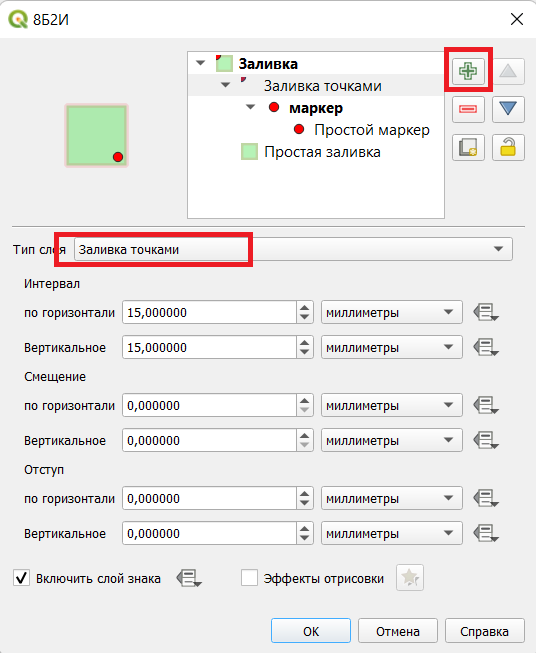 8Б2И
Заливка
Заливка точками
маркер
Простой маркер
Простая заливка
Тип слоя Заливка точками
Интервал
по горизонтали 15,000000 миллиметры
Вертикальное 15,000000 миллиметры
Смещение
по горизонтали 0,000000 миллиметры
Вертикальное 0,000000 миллиметры
Отступ
по горизонтали 0,000000 миллиметры
Вертикальное 0,000000 миллиметры
Включить слой знака Эффекты отрисовки
OK Отмена Справка